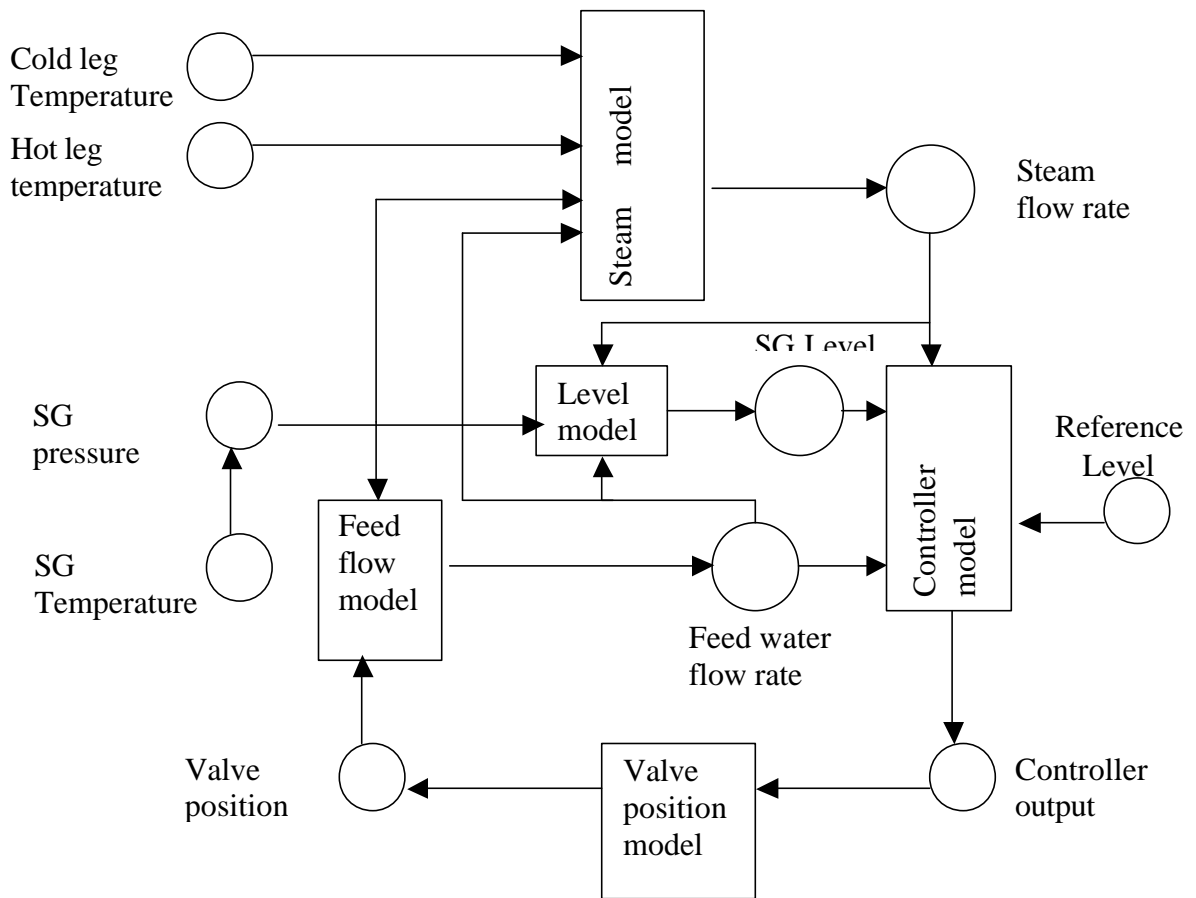 Cold leg
Temperature
Hot leg
temperature
Steam model
Steam
flow rate
SG Level
Level
model
SG
pressure
Reference
Level
Controller
model
Feed
flow
model
SG
Temperature
Feed water
flow rate
Valve
position
Valve
position
model
Controller
output